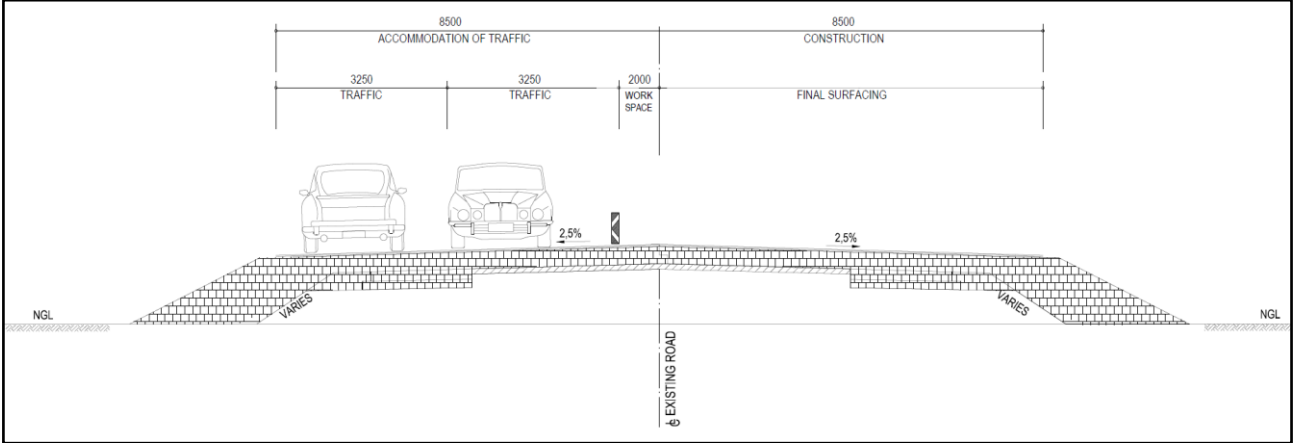 8500
8500
ACCOMMODATION OF TRAFFIC
CONSTRUCTION
3250
3250
2000
TRAFFIC
TRAFFIC
WORK
SPACE
FINAL SURFACING
2,5%
2,5%
VARIES
VARIES
NGL
NGL
℄ EXISTING ROAD